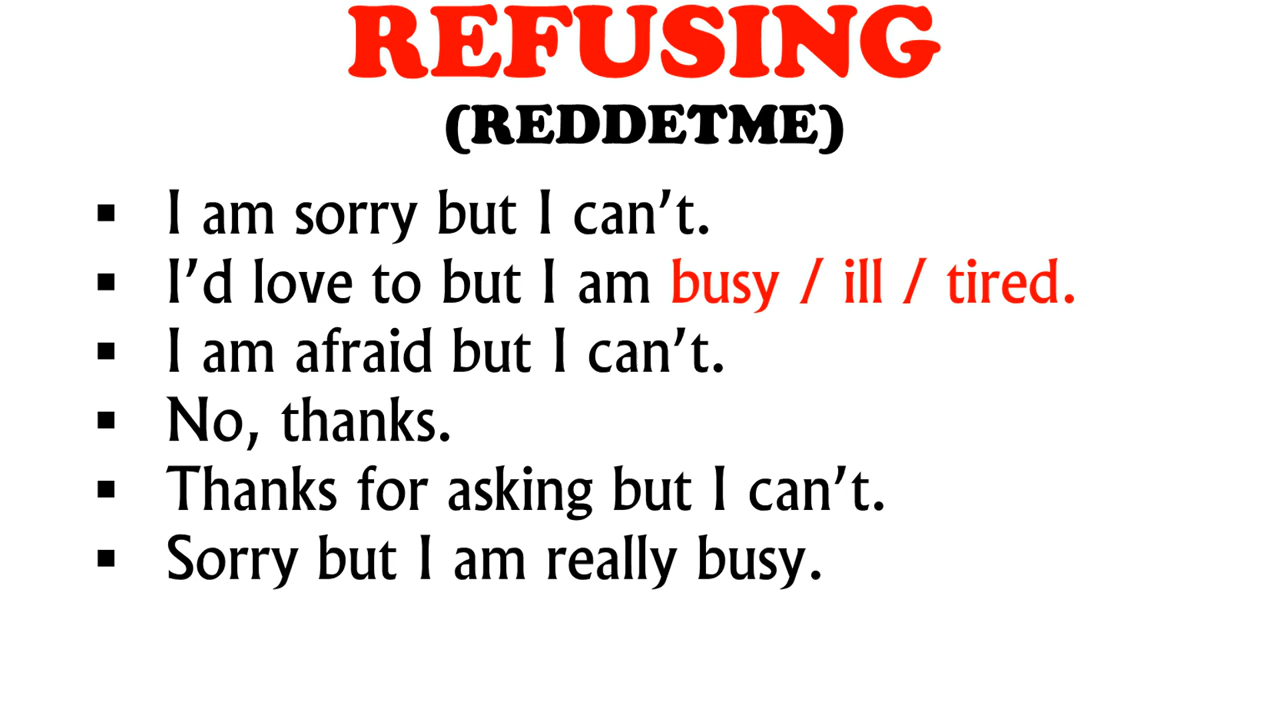 REFUSING
(REDDETME)
▪ I am sorry but I can't.
▪ I'd love to but I am busy / ill / tired.
▪ I am afraid but I can't.
▪ No, thanks.
▪ Thanks for asking but I can't.
▪ Sorry but I am really busy.